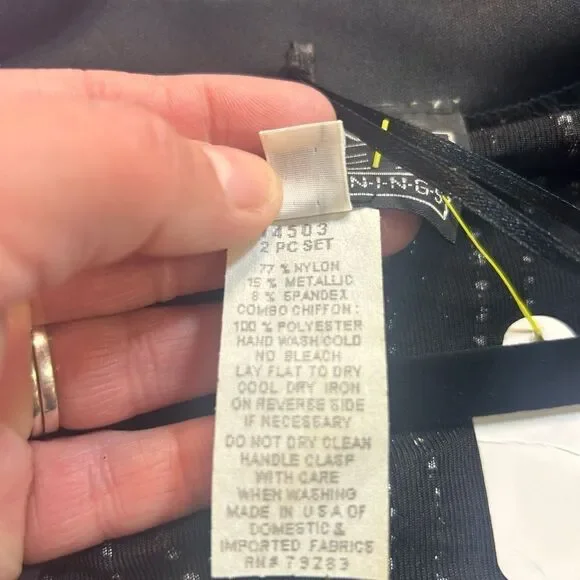 N·I·N·G·S
4503
2 PC SET
77 % NYLON
15 % METALLIC
8 % SPANDEX
COMBO CHIFFON:
100 % POLYESTER
HAND WASH/COLD
NO BLEACH
LAY FLAT TO DRY
COOL DRY IRON
ON REVERSE SIDE
IF NECESSARY
DO NOT DRY CLEAN
HANDLE CLASP
WITH CARE
WHEN WASHING
MADE IN U S A OF
DOMESTIC &
IMPORTED FABRICS
RN# 79283